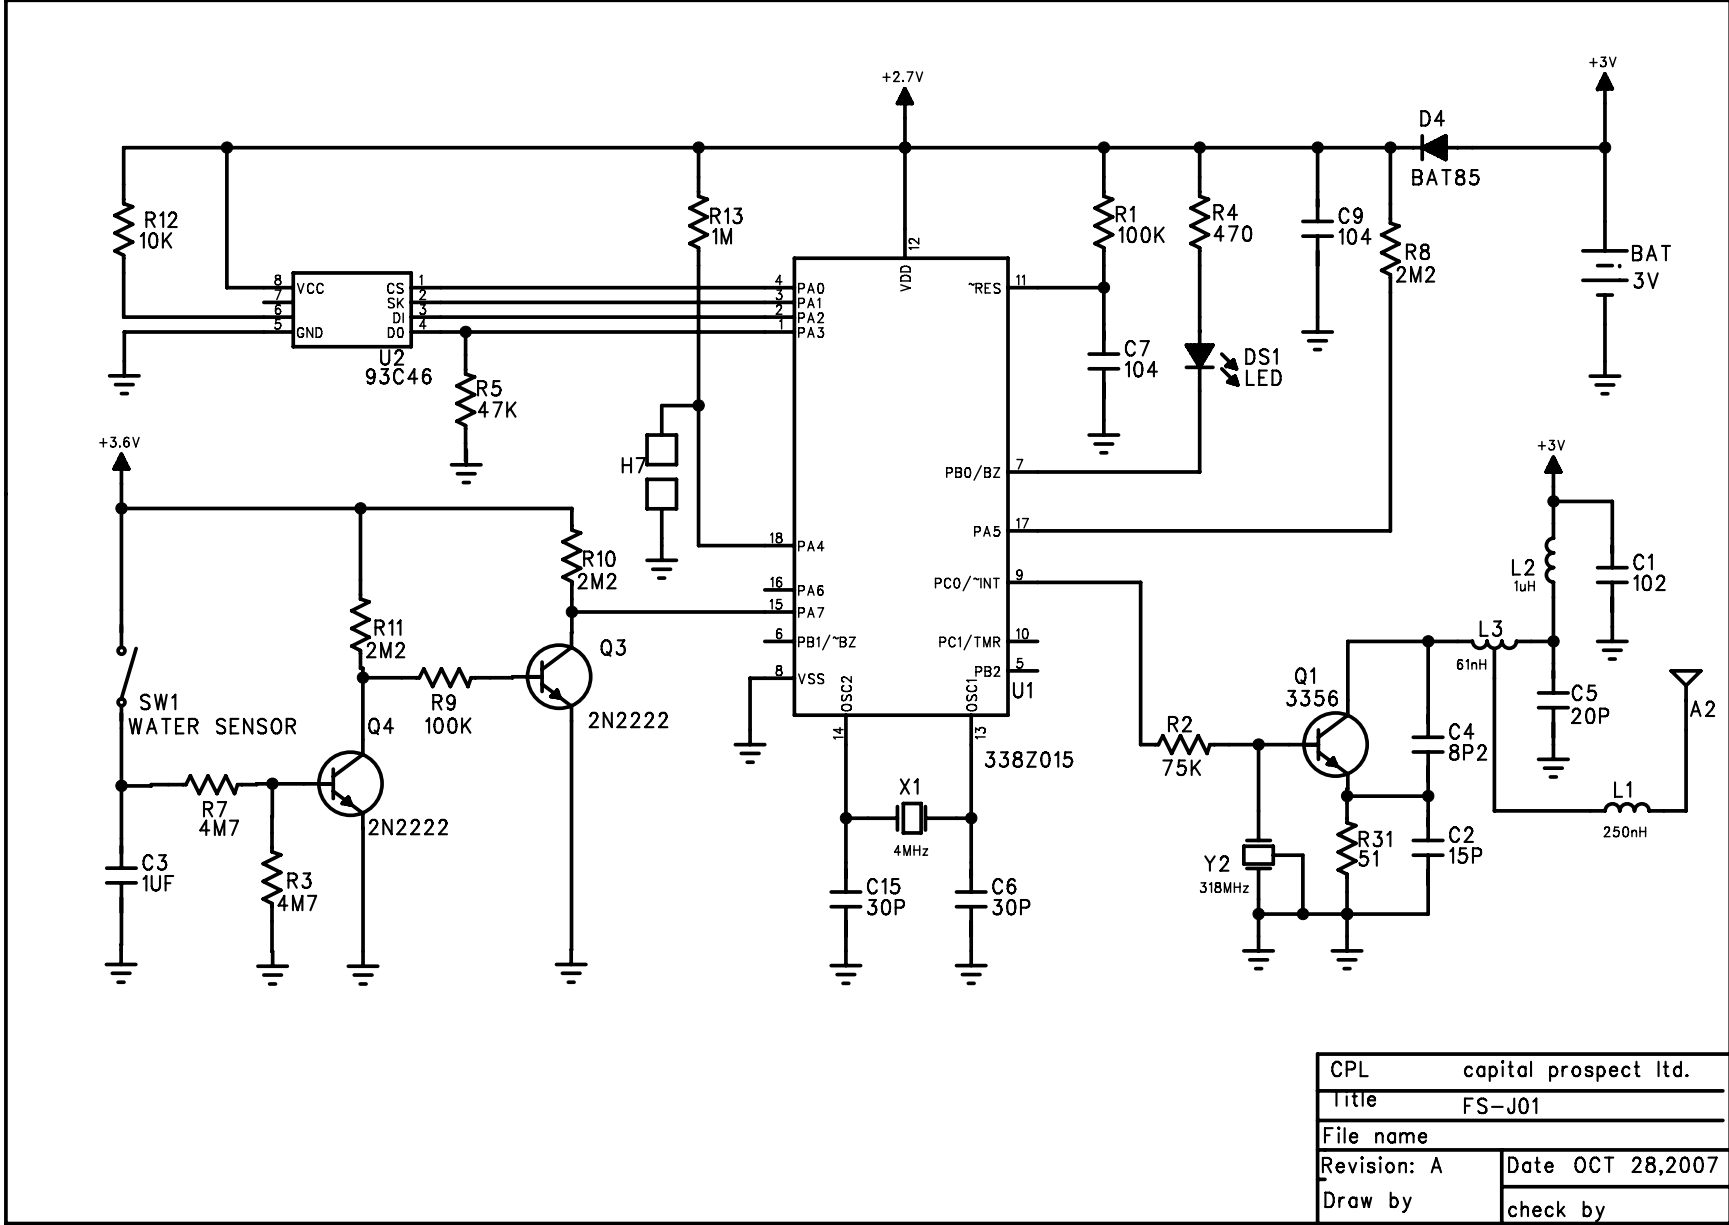 +2.7V
+3V
D4
BAT85
R12
10K
R13
1M
12
VDD
R1
100K
R4
470
C9
104
R8
2M2
BAT
3V
8
7
6
5
VCC
GND
CS
SK
DI
DO
1
2
3
4
U2
93C46
4
3
2
1
PA0
PA1
PA2
PA3
~RES
11
C7
104
DS1
LED
R5
47K
+3.6V
H7
PB0/BZ
7
+3V
PA5
17
18
PA4
R10
2M2
16
PA6
15
PA7
PC0/~INT
9
L2
1uH
C1
102
R11
2M2
Q3
6
PB1/~BZ
PC1/TMR
10
L3
61nH
8
VSS
PB2
5
U1
OSC2
OSC1
14
13
338Z015
SW1
WATER SENSOR
Q4
R9
100K
2N2222
Q1
3356
R2
75K
C4
8P2
C5
20P
A2
R7
4M7
2N2222
X1
4MHz
L1
250nH
C3
1UF
R3
4M7
C15
30P
C6
30P
Y2
318MHz
R31
51
C2
15P
CPL capital prospect ltd.
Title FS-J01
File name
Revision: A Date OCT 28,2007
Draw by check by